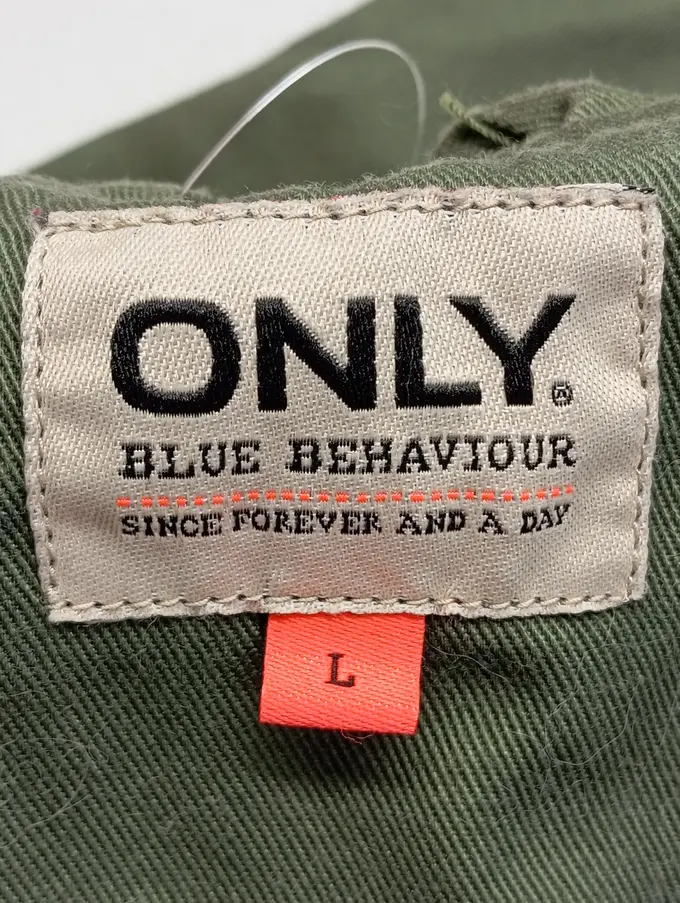 ONLY®
BLUE BEHAVIOUR
SINCE FOREVER AND A DAY
L